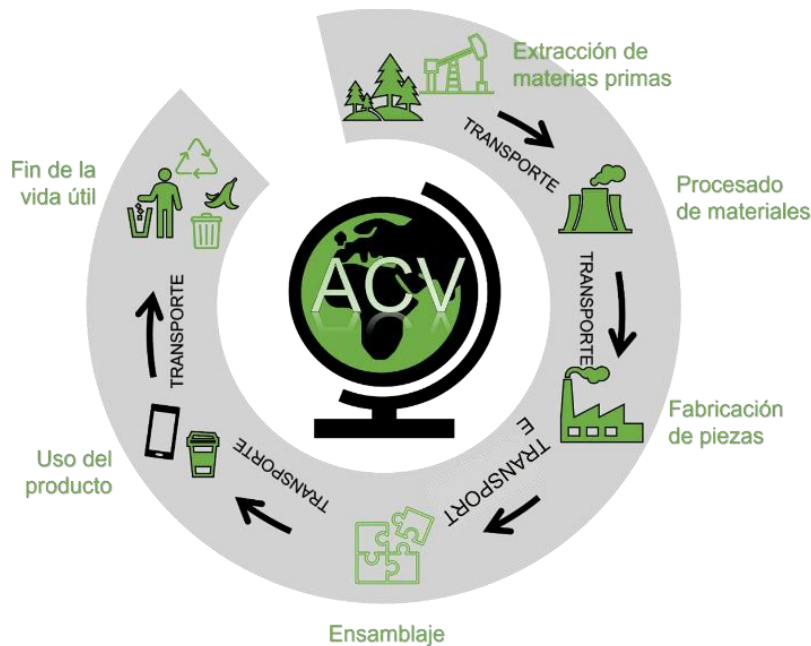 Extracción de
materias primas
TRANSPORTE
Procesado
de materiales
TRANSPORTE
Fabricación
de piezas
TRANSPORT
E
Ensamblaje
TRANSPORTE
Uso del
producto
TRANSPORTE
Fin de la
vida útil
ACV